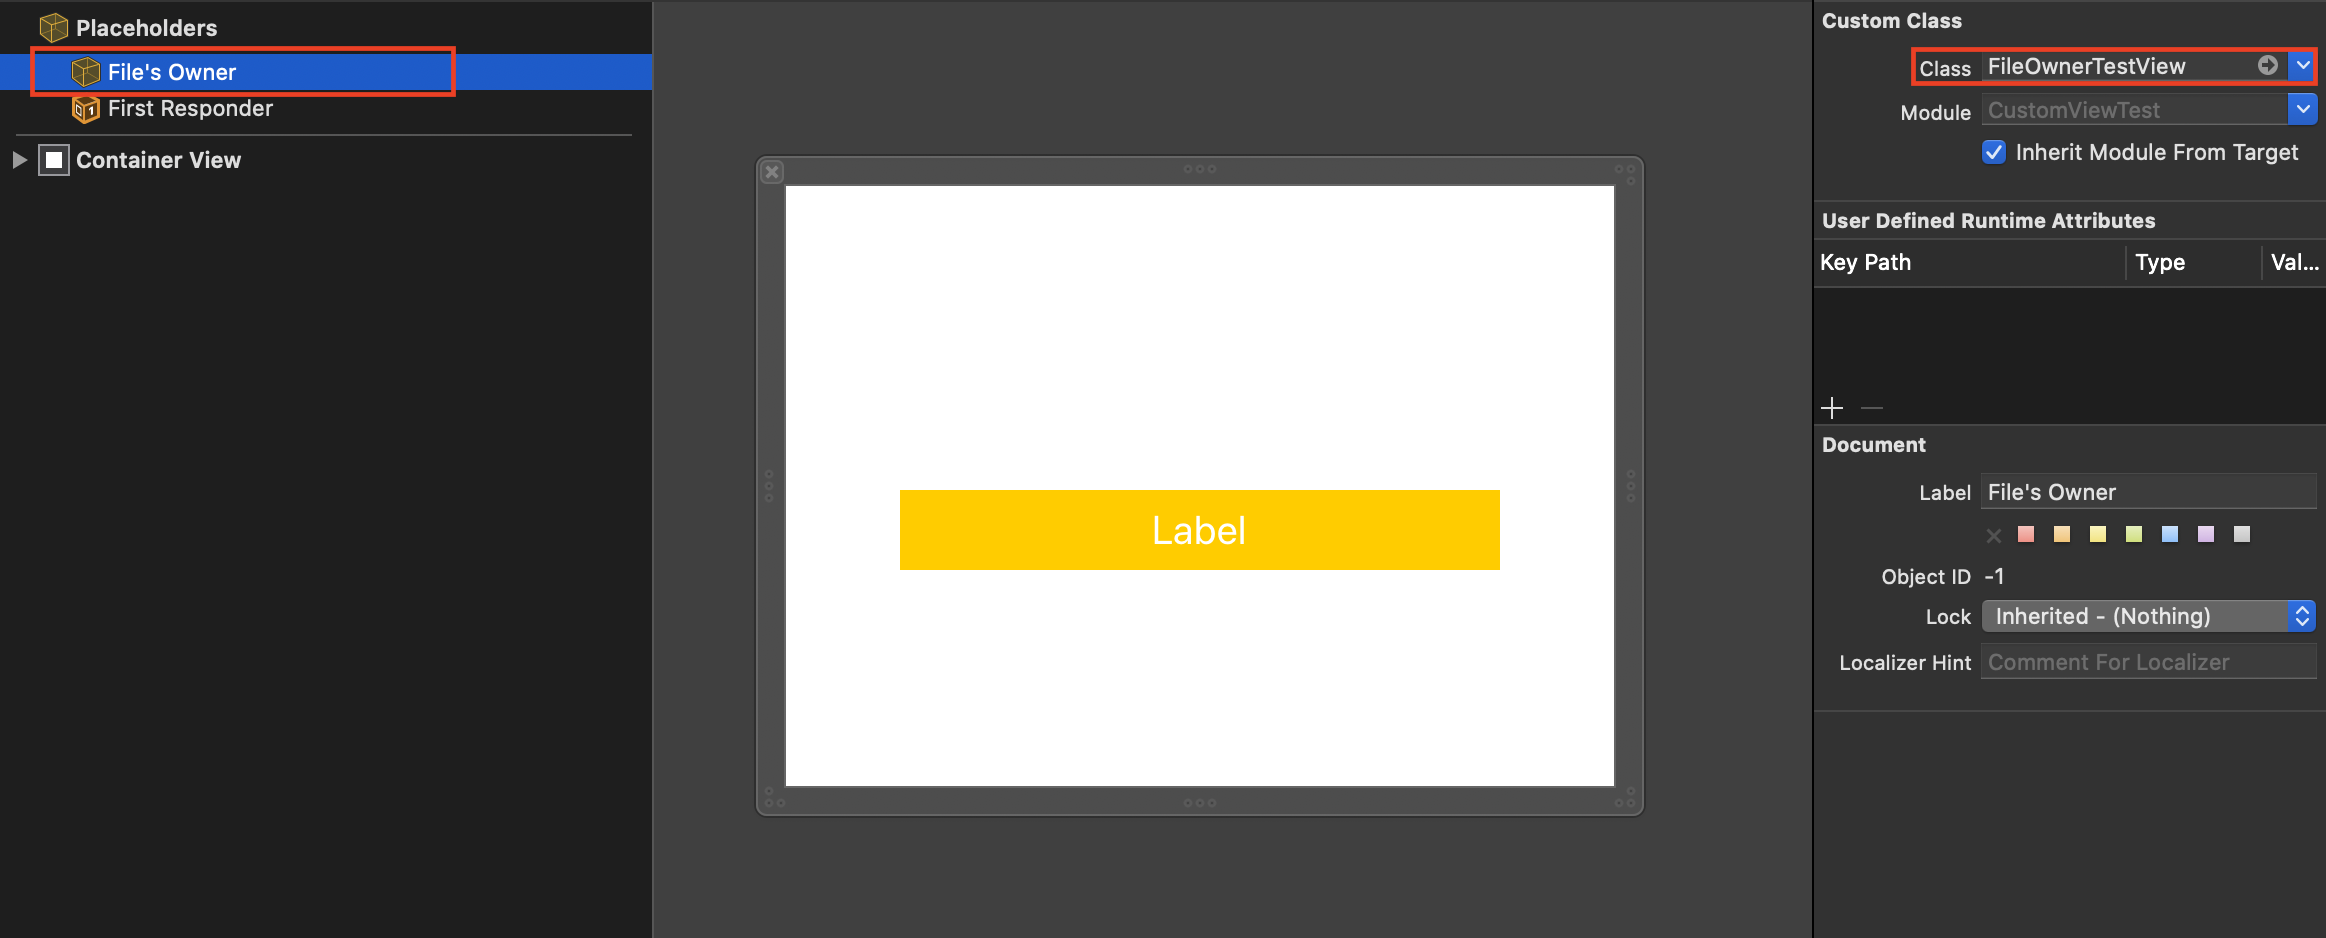 Placeholders
File's Owner
First Responder
Container View
Label
Custom Class
Class FileOwnerTestView
Module CustomViewTest
Inherit Module From Target
User Defined Runtime Attributes
Key Path Type Val...
Document
Label File's Owner
Object ID -1
Lock Inherited - (Nothing)
Localizer Hint Comment For Localizer